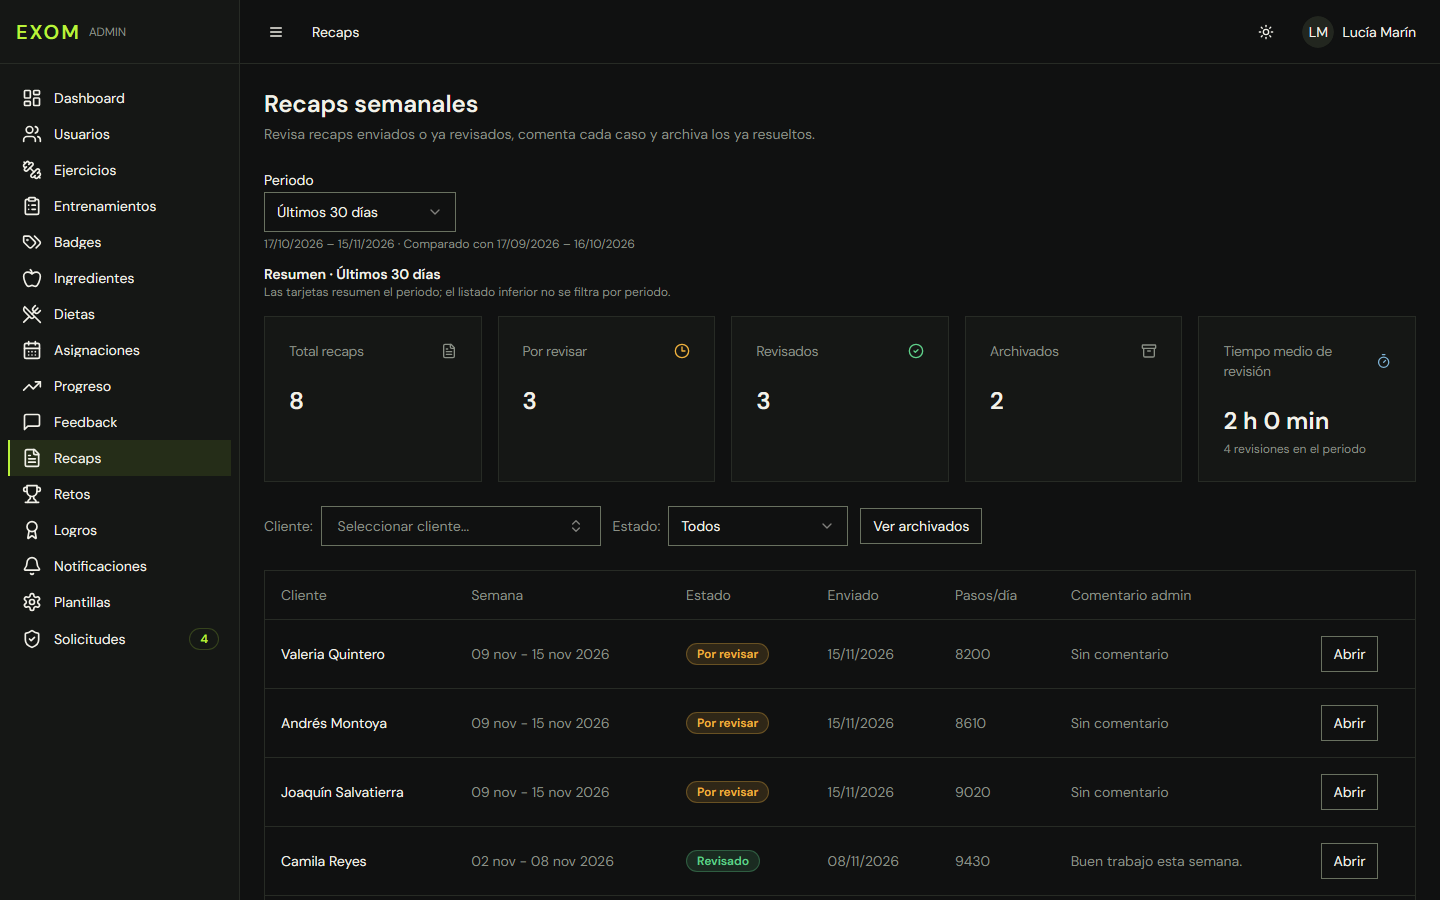 EXOM ADMIN
Recaps
LM Lucía Marín
Dashboard
Usuarios
Ejercicios
Entrenamientos
Badges
Ingredientes
Dietas
Asignaciones
Progreso
Feedback
Recaps
Retos
Logros
Notificaciones
Plantillas
Solicitudes 4
Recaps semanales
Revisa recaps enviados o ya revisados, comenta cada caso y archiva los ya resueltos.
Periodo
Últimos 30 días
17/10/2026 – 15/11/2026 · Comparado con 17/09/2026 – 16/10/2026
Resumen · Últimos 30 días
Las tarjetas resumen el periodo; el listado inferior no se filtra por periodo.
Total recaps
8
Por revisar
3
Revisados
3
Archivados
2
Tiempo medio de
revisión
2 h 0 min
4 revisiones en el periodo
Cliente: Seleccionar cliente... Estado: Todos Ver archivados
Cliente Semana Estado Enviado Pasos/día Comentario admin
Valeria Quintero 09 nov - 15 nov 2026 Por revisar 15/11/2026 8200 Sin comentario Abrir
Andrés Montoya 09 nov - 15 nov 2026 Por revisar 15/11/2026 8610 Sin comentario Abrir
Joaquín Salvatierra 09 nov - 15 nov 2026 Por revisar 15/11/2026 9020 Sin comentario Abrir
Camila Reyes 02 nov - 08 nov 2026 Revisado 08/11/2026 9430 Buen trabajo esta semana. Abrir